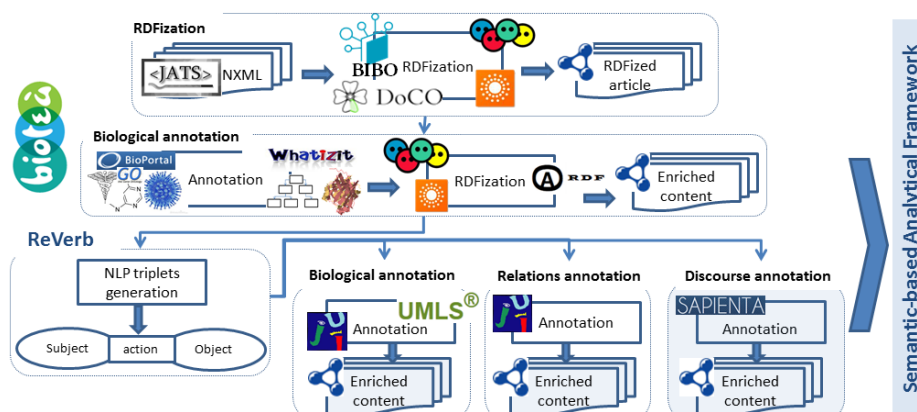 RDFization
<JATS>
NXML
BIBO
RDFization
DoCO
RDFized
article
biotea
Biological annotation
BioPortal
GO
Annotation
Whatizit
RDFization
A RDF
Enriched
content
ReVerb
NLP triplets
generation
Subject
action
Object
Biological annotation
UMLS®
Annotation
Enriched
content
Relations annotation
Annotation
Enriched
content
Discourse annotation
SAPIENTA
Annotation
Enriched
content
Semantic-based Analytical Framework